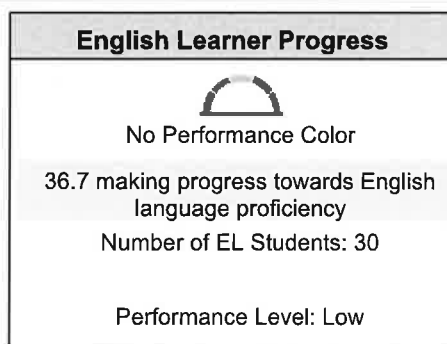 English Learner Progress
No Performance Color
36.7 making progress towards English
language proficiency
Number of EL Students: 30
Performance Level: Low